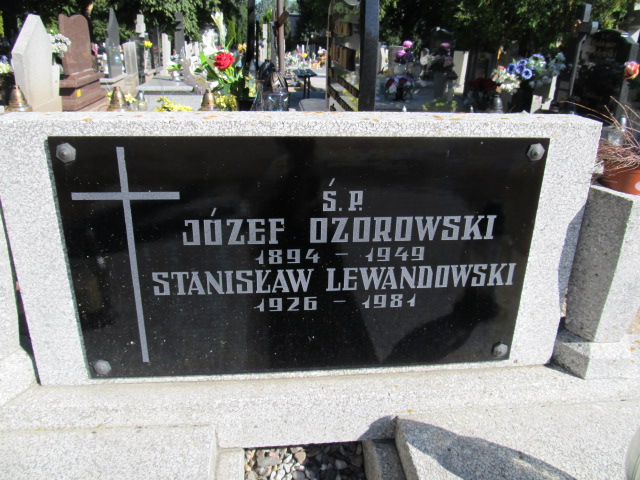 Ś. P.
JÓZEF OZOROWSKI
1894 - 1949
STANISŁAW LEWANDOWSKI
1926 - 1981